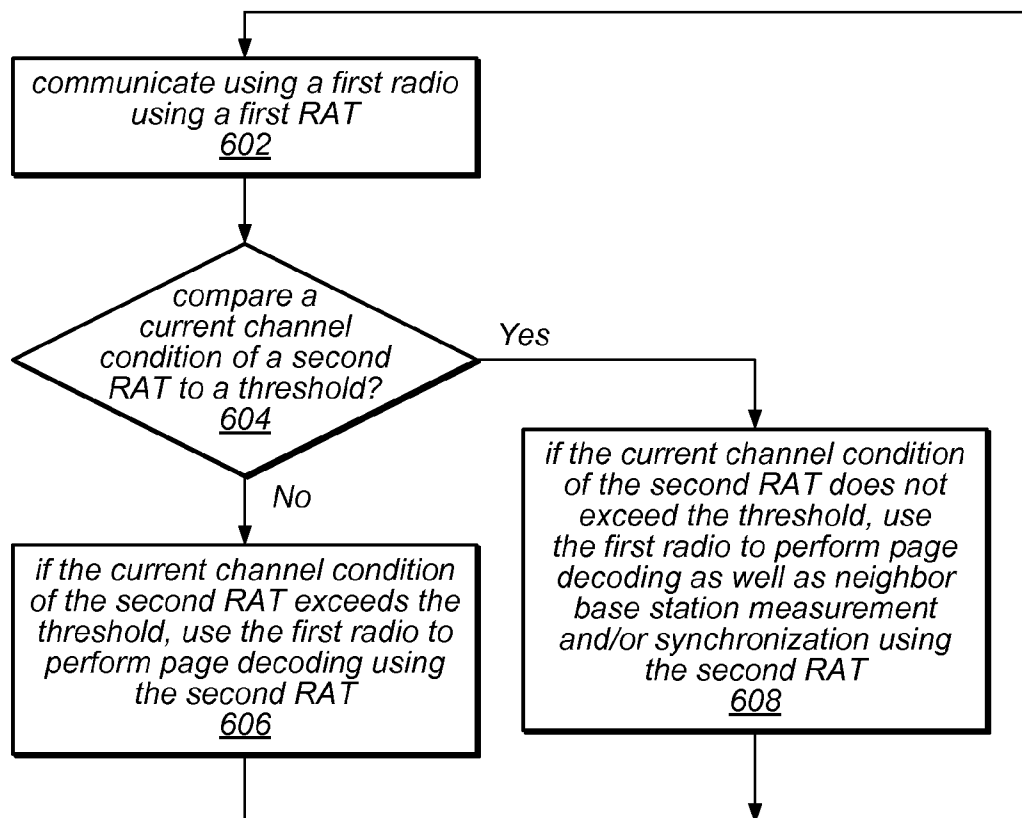 communicate using a first radio
using a first RAT
602
compare a
current channel
condition of a second
RAT to a threshold?
604
Yes
No
if the current channel condition
of the second RAT exceeds the
threshold, use the first radio to
perform page decoding using
the second RAT
606
if the current channel condition
of the second RAT does not
exceed the threshold, use
the first radio to perform page
decoding as well as neighbor
base station measurement
and/or synchronization using
the second RAT
608